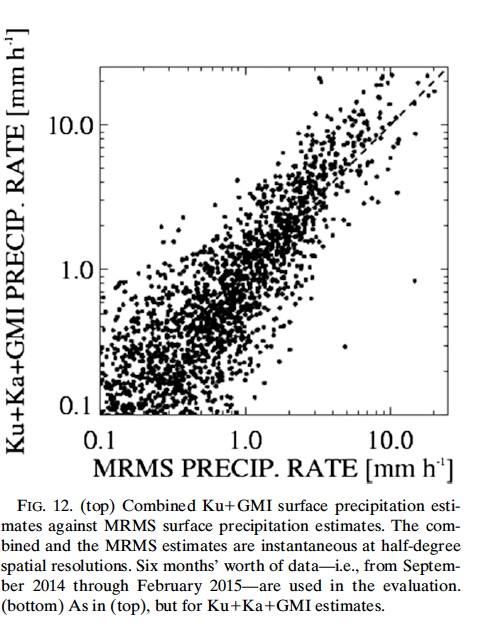 Ku+Ka+GMI PRECIP. RATE [mm h⁻¹]
10.0
1.0
0.1
0.1 1.0 10.0
MRMS PRECIP. RATE [mm h⁻¹]
FIG. 12. (top) Combined Ku+GMI surface precipitation esti-
mates against MRMS surface precipitation estimates. The com-
bined and the MRMS estimates are instantaneous at half-degree
spatial resolutions. Six months' worth of data—i.e., from Septem-
ber 2014 through February 2015—are used in the evaluation.
(bottom) As in (top), but for Ku+Ka+GMI estimates.